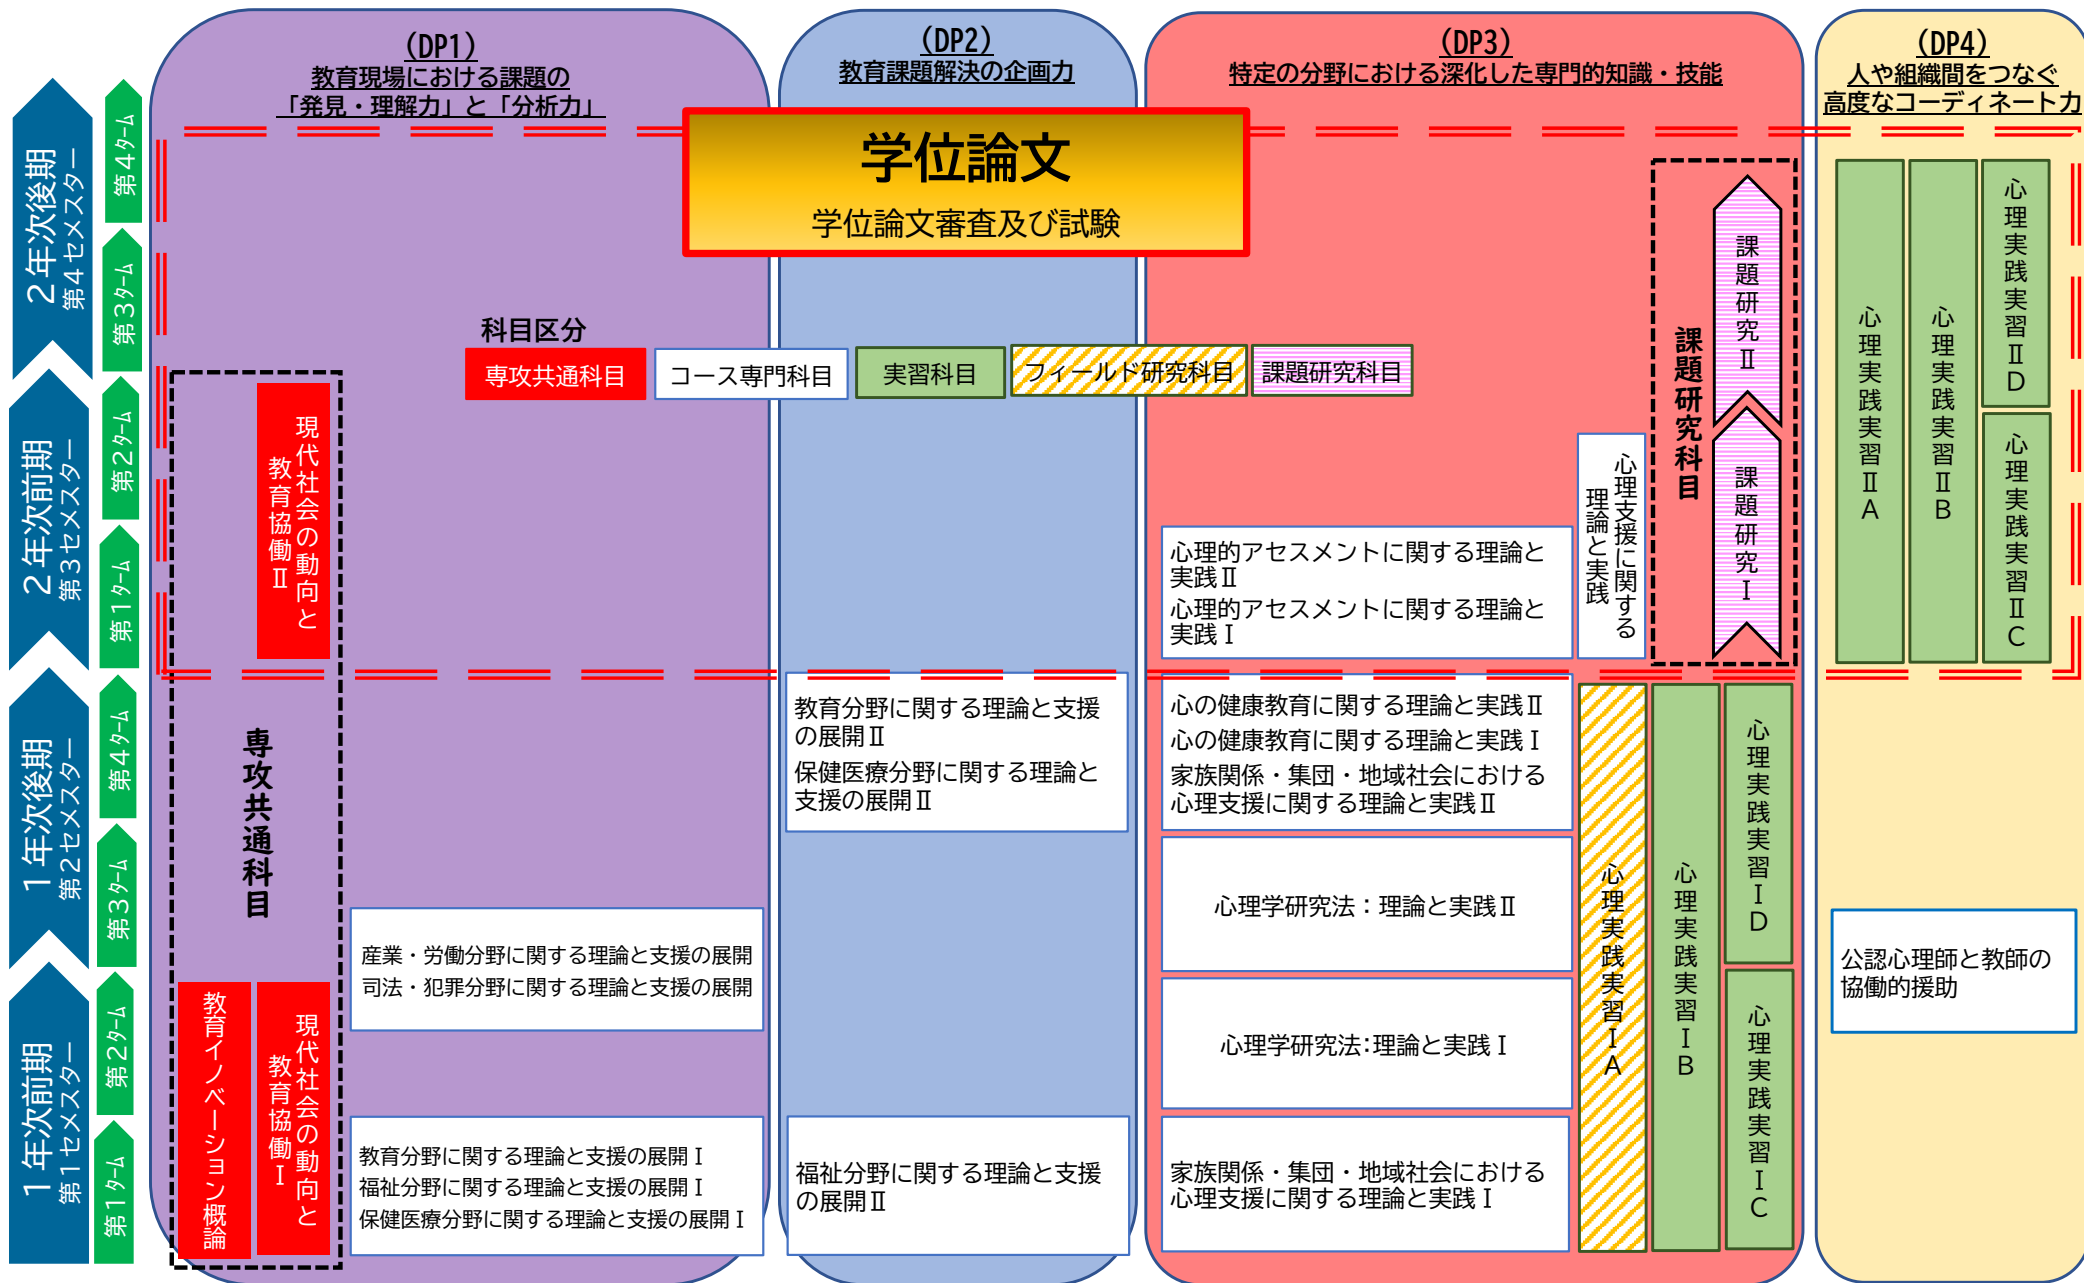 (DP1)
教育現場における課題の
「発見・理解力」と「分析力」
(DP2)
教育課題解決の企画力
(DP3)
特定の分野における深化した専門的知識・技能
(DP4)
人や組織間をつなぐ
高度なコーディネート力
学位論文
学位論文審査及び試験
２年次後期
第４セメスター
第４ターム
第３ターム
２年次前期
第３セメスター
第２ターム
第１ターム
１年次後期
第２セメスター
第４ターム
第３ターム
１年次前期
第１セメスター
第２ターム
第１ターム
科目区分
専攻共通科目
コース専門科目
実習科目
フィールド研究科目
課題研究科目
専攻共通科目
現代社会の動向と
教育協働Ⅱ
教育イノベーション概論
現代社会の動向と
教育協働Ⅰ
産業・労働分野に関する理論と支援の展開
司法・犯罪分野に関する理論と支援の展開
教育分野に関する理論と支援の展開Ⅰ
福祉分野に関する理論と支援の展開Ⅰ
保健医療分野に関する理論と支援の展開Ⅰ
教育分野に関する理論と支援
の展開Ⅱ
保健医療分野に関する理論と
支援の展開Ⅱ
福祉分野に関する理論と支援
の展開Ⅱ
心理的アセスメントに関する理論と
実践Ⅱ
心理的アセスメントに関する理論と
実践Ⅰ
心理支援に関する
理論と実践
課題研究科目
課題研究Ⅱ
課題研究Ⅰ
心の健康教育に関する理論と実践Ⅱ
心の健康教育に関する理論と実践Ⅰ
家族関係・集団・地域社会における
心理支援に関する理論と実践Ⅱ
心理学研究法：理論と実践Ⅱ
心理学研究法:理論と実践Ⅰ
家族関係・集団・地域社会における
心理支援に関する理論と実践Ⅰ
心理実践実習ⅠA
心理実践実習ⅠB
心理実践実習ⅠD
心理実践実習ⅠC
心理実践実習ⅡA
心理実践実習ⅡB
心理実践実習ⅡD
心理実践実習ⅡC
公認心理師と教師の
協働的援助